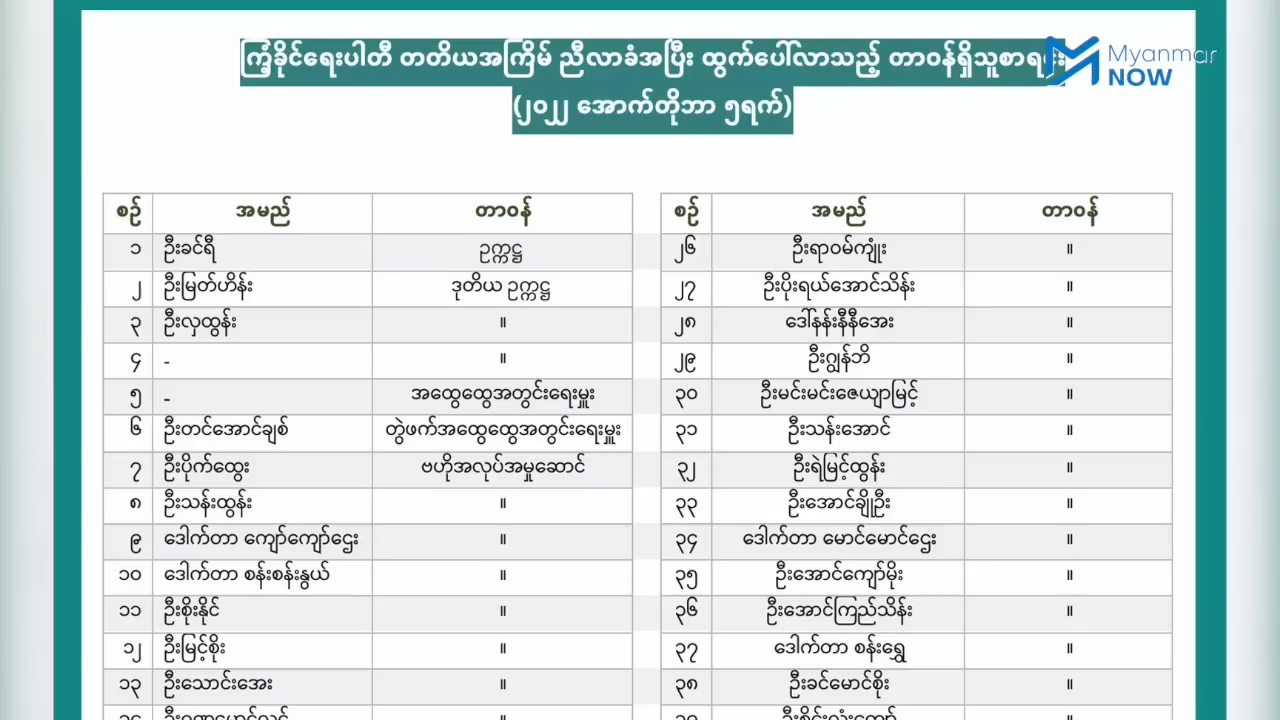 ကြံ့ခိုင်ရေးပါတီ တတိယအကြိမ် ညီလာခံအပြီး ထွက်ပေါ်လာသည့် တာဝန်ရှိသူစာရင်း
(၂၀၂၂ အောက်တိုဘာ ၅ရက်)
Myanmar
NOW
စဉ် အမည် တာဝန် စဉ် အမည် တာဝန်
၁ ဦးခင်ရီ ဥက္ကဋ္ဌ ၂၆ ဦးရာဝမ်ကျုံး ။
၂ ဦးမြတ်ဟိန်း ဒုတိယ ဥက္ကဋ္ဌ ၂၇ ဦးပိုးရယ်အောင်သိန်း ။
၃ ဦးလှထွန်း ။ ၂၈ ဒေါ်နန်းနီနီအေး ။
၄ - ။ ၂၉ ဦးဂျွန်ဘိ ။
၅ - အထွေထွေအတွင်းရေးမှူး ၃၀ ဦးမင်းမင်းဇေယျာမြင့် ။
၆ ဦးတင်အောင်ချစ် တွဲဖက်အထွေထွေအတွင်းရေးမှူး ၃၁ ဦးသန်းအောင် ။
၇ ဦးပိုက်ထွေး ဗဟိုအလုပ်အမှုဆောင် ၃၂ ဦးရဲမြင့်ထွန်း ။
၈ ဦးသန်းထွန်း ။ ၃၃ ဦးအောင်ချိုဦး ။
၉ ဒေါက်တာ ကျော်ကျော်ဌေး ။ ၃၄ ဒေါက်တာ မောင်မောင်ဌေး ။
၁၀ ဒေါက်တာ စန်းစန်းနွယ် ။ ၃၅ ဦးအောင်ကျော်မိုး ။
၁၁ ဦးစိုးနိုင် ။ ၃၆ ဦးအောင်ကြည်သိန်း ။
၁၂ ဦးမြင့်စိုး ။ ၃၇ ဒေါက်တာ စန်းရွှေ ။
၁၃ ဦးသောင်းအေး ။ ၃၈ ဦးခင်မောင်စိုး ။